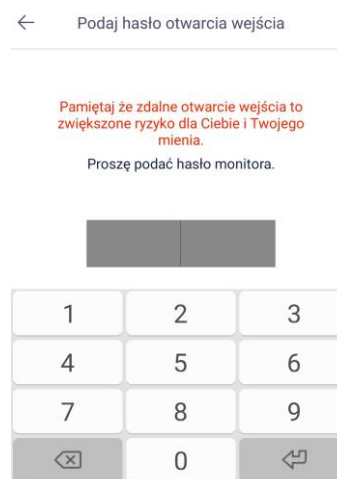 Podaj hasło otwarcia wejścia
Pamiętaj że zdalne otwarcie wejścia to
zwiększone ryzyko dla Ciebie i Twojego
mienia.
Proszę podać hasło monitora.
1 2 3
4 5 6
7 8 9
0